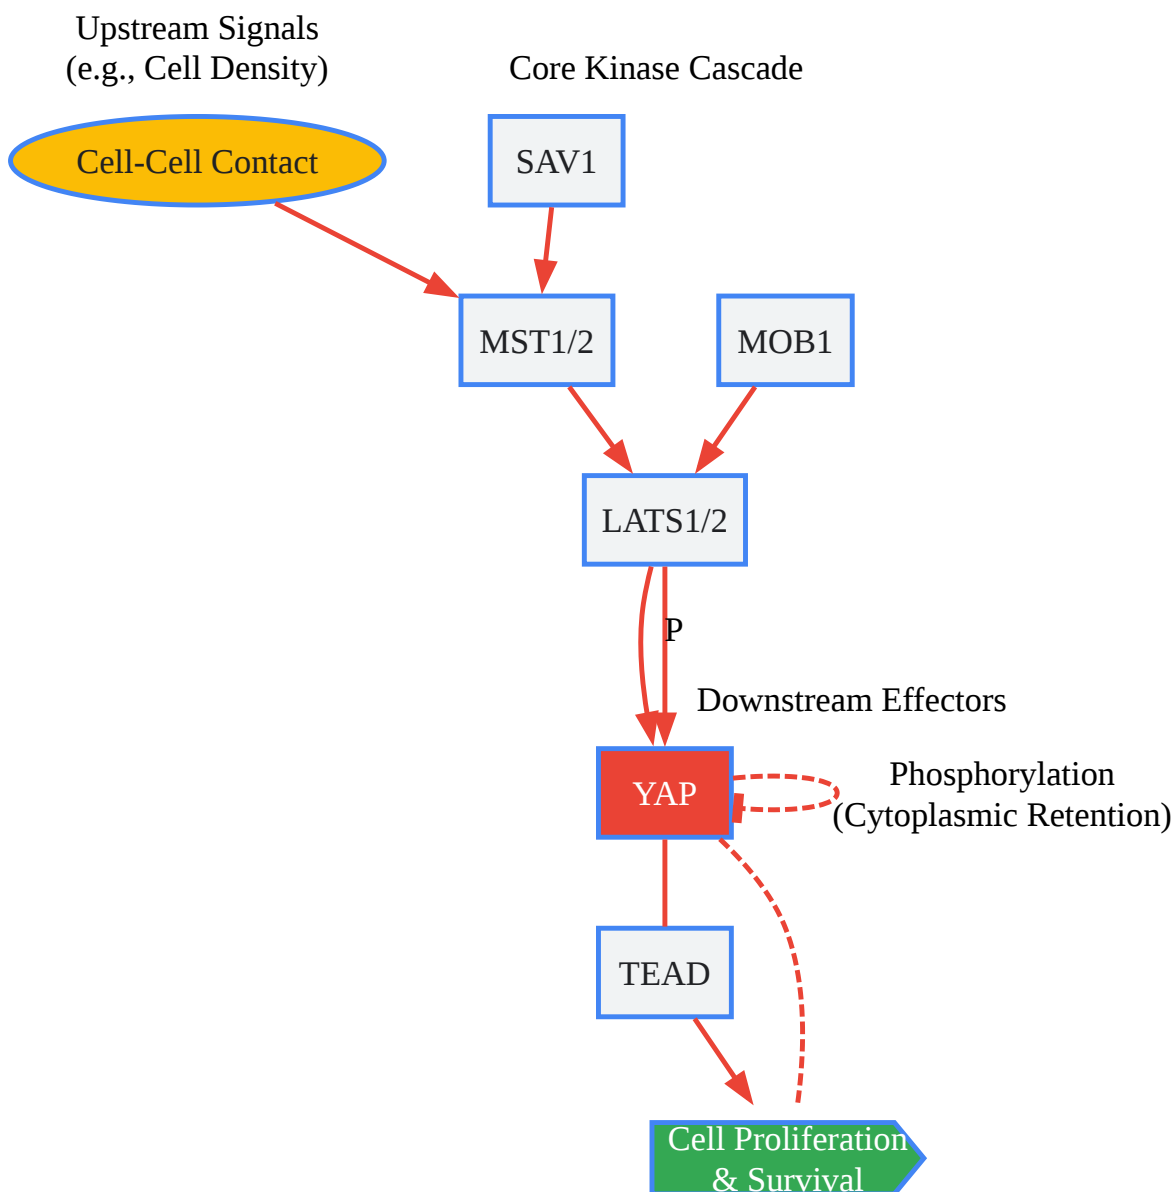 Upstream Signals
(e.g., Cell Density)
Core Kinase Cascade
Cell-Cell Contact
SAV1
MST1/2
MOB1
LATS1/2
P
Downstream Effectors
YAP
Phosphorylation
(Cytoplasmic Retention)
TEAD
Cell Proliferation
& Survival